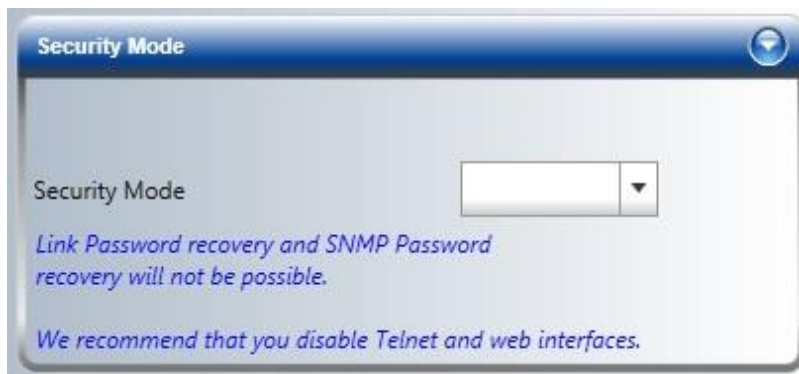 Security Mode
Security Mode
Link Password recovery and SNMP Password
recovery will not be possible.
We recommend that you disable Telnet and web interfaces.